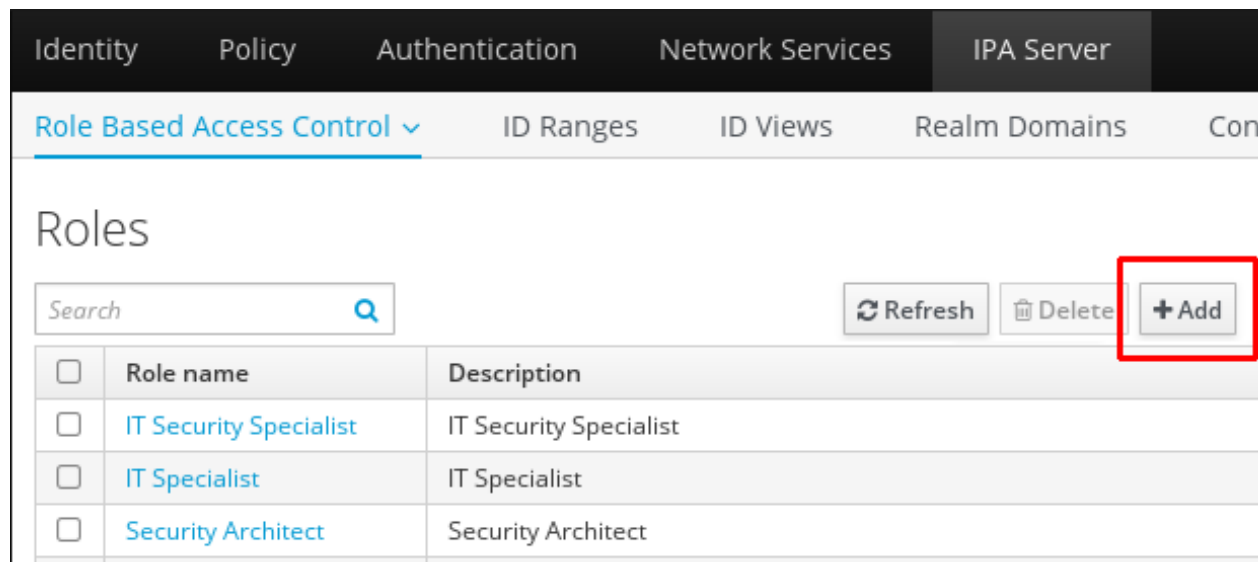 Identity Policy Authentication Network Services IPA Server
Role Based Access Control ID Ranges ID Views Realm Domains Con
Roles
Search Refresh Delete Add
Role name Description
IT Security Specialist IT Security Specialist
IT Specialist IT Specialist
Security Architect Security Architect